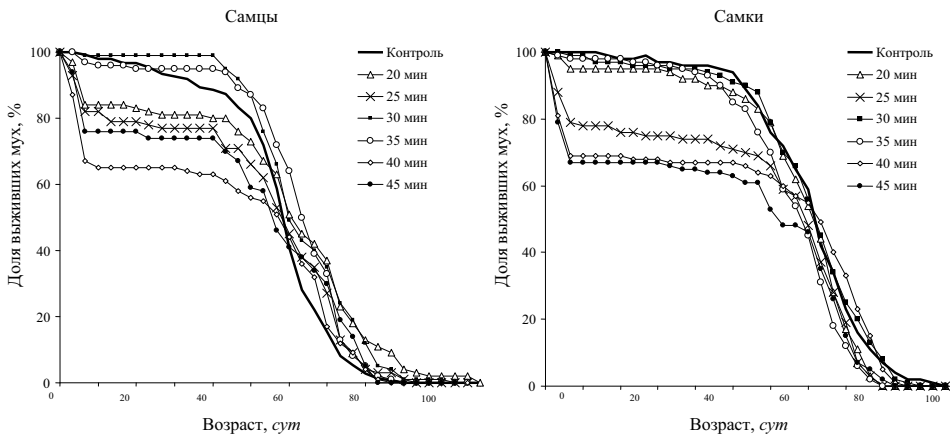 Самцы
Доля выживших мух, %
100
80
60
40
20
0
0
20
40
60
80
100
Возраст, сут
Контроль
20 мин
25 мин
30 мин
35 мин
40 мин
45 мин
Самки
Доля выживших мух, %
100
80
60
40
20
0
0
20
40
60
80
100
Возраст, сут
Контроль
20 мин
25 мин
30 мин
35 мин
40 мин
45 мин